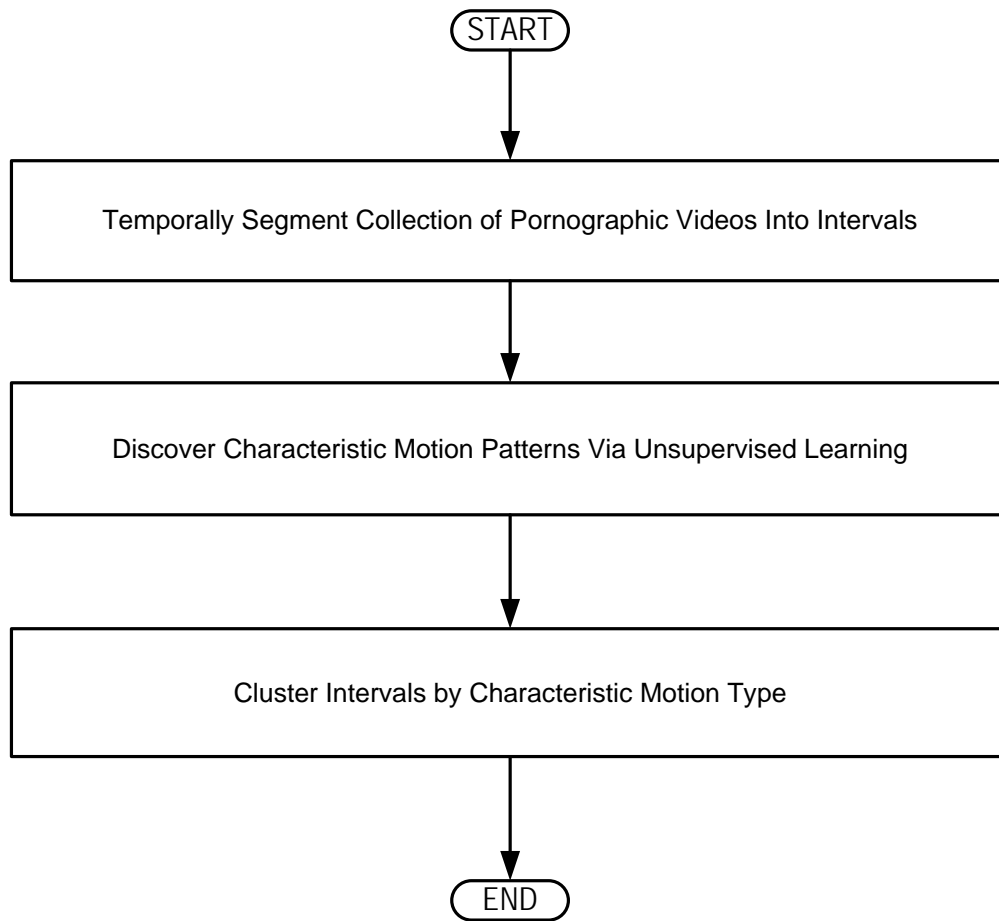 START
Temporally Segment Collection of Pornographic Videos Into Intervals
Discover Characteristic Motion Patterns Via Unsupervised Learning
Cluster Intervals by Characteristic Motion Type
END